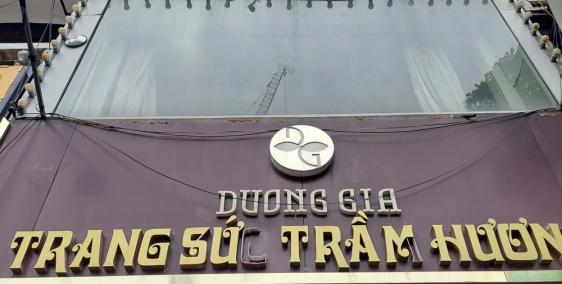 DG
DUONG GIA
TRANG SỨC TRẦM HƯƠN